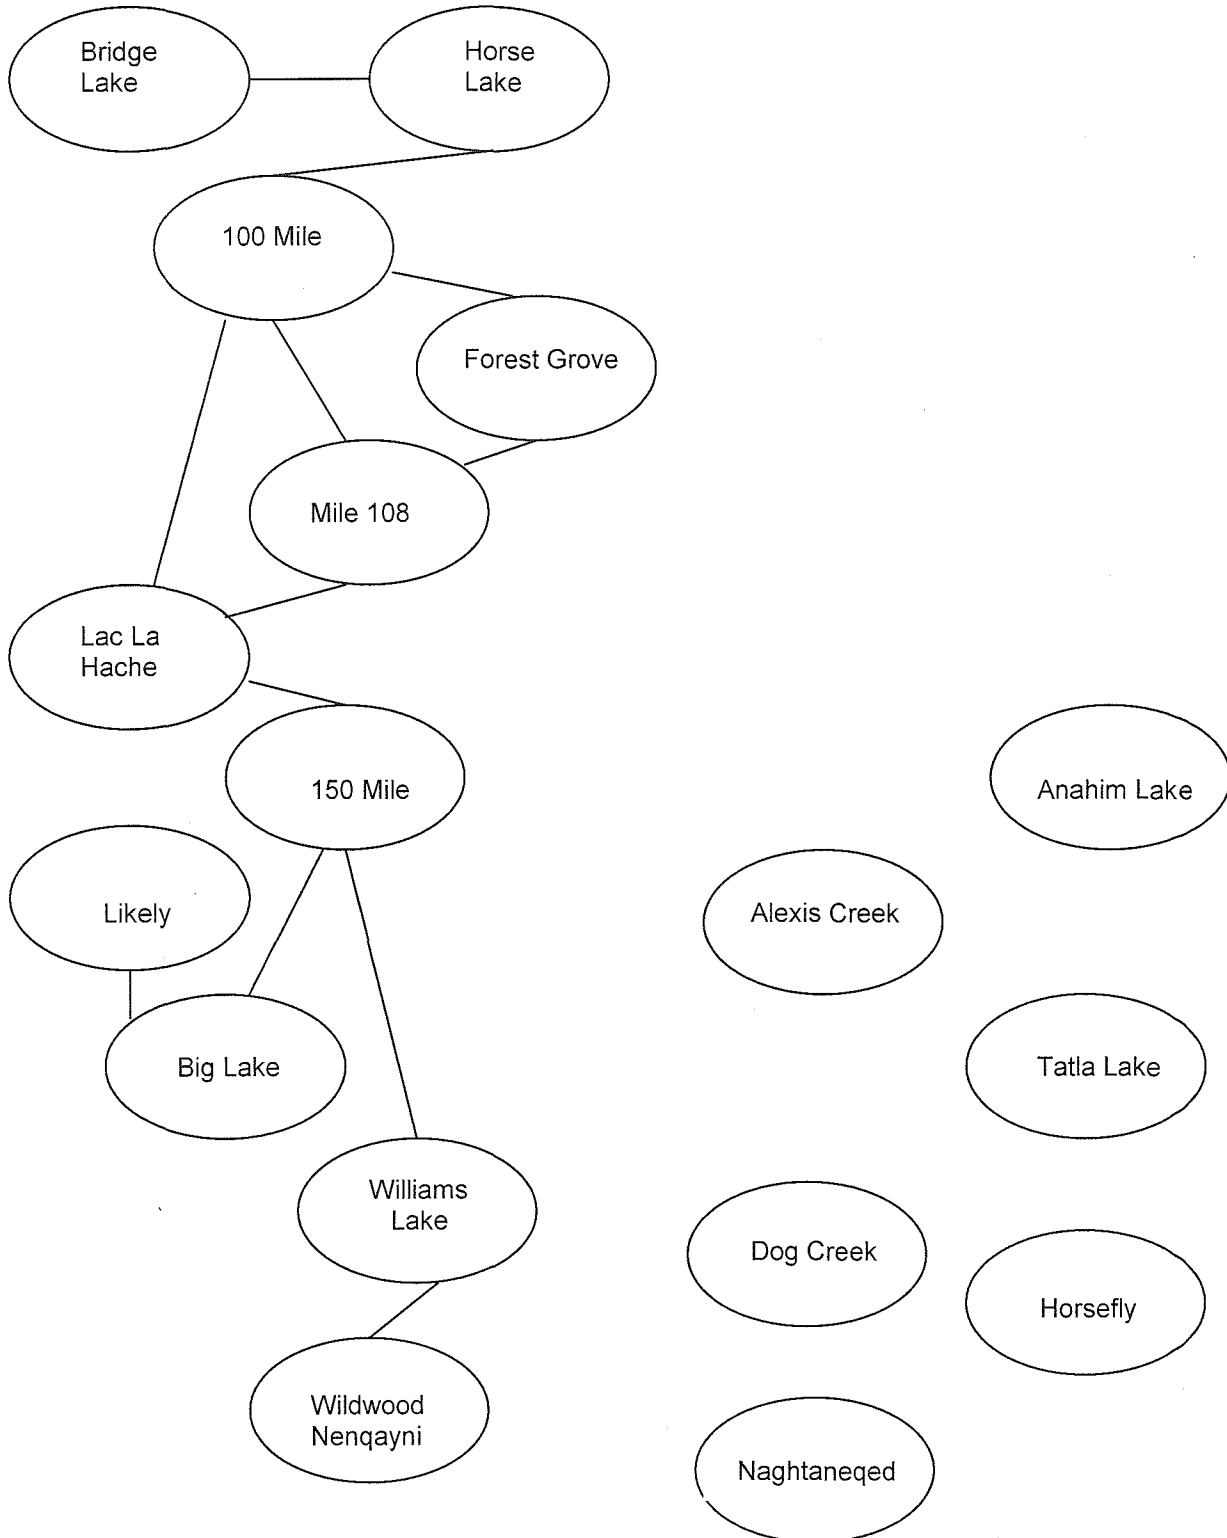 Bridge
Lake
Horse
Lake
100 Mile
Forest Grove
Mile 108
Lac La
Hache
150 Mile
Anahim Lake
Likely
Alexis Creek
Big Lake
Tatla Lake
Williams
Lake
Dog Creek
Horsefly
Wildwood
Nenqayni
Naghtaneqed